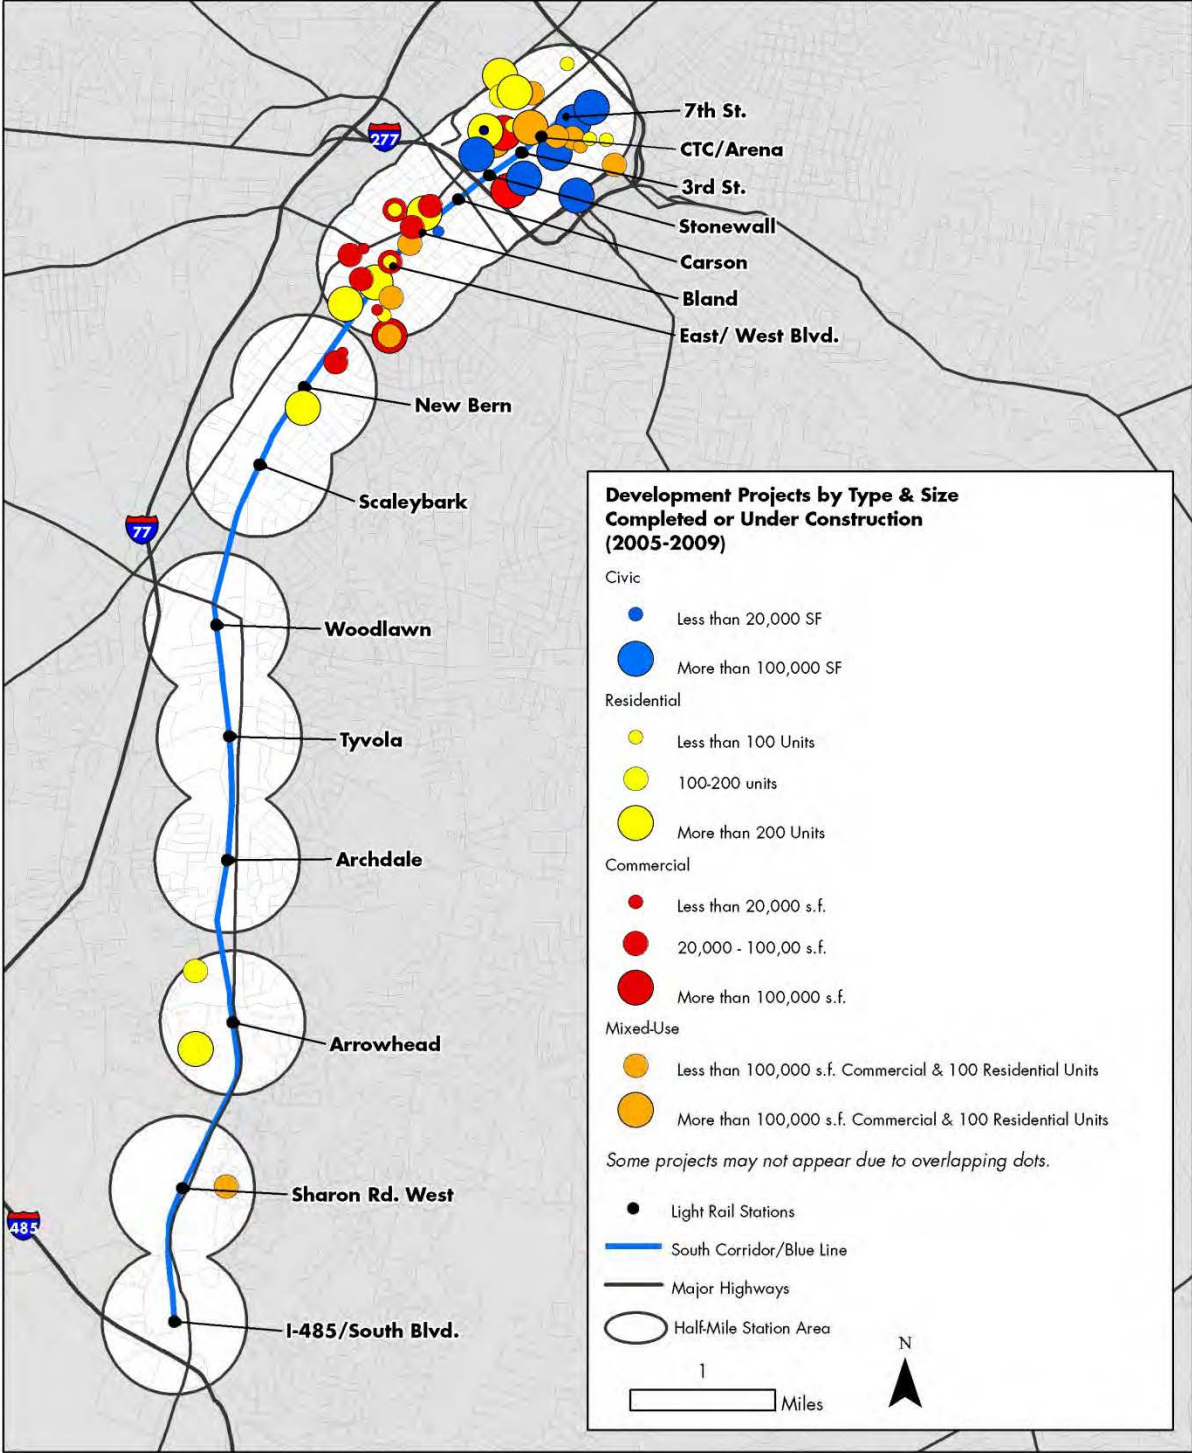 7th St.
277
CTC/Arena
3rd St.
Stonewall
Carson
Bland
East/ West Blvd.
New Bern
Scaleybark
77
Woodlawn
Tyvola
Archdale
Arrowhead
Sharon Rd. West
485
I-485/South Blvd.
Development Projects by Type & Size
Completed or Under Construction
(2005-2009)
Civic
Less than 20,000 SF
More than 100,000 SF
Residential
Less than 100 Units
100-200 units
More than 200 Units
Commercial
Less than 20,000 s.f.
20,000 - 100,00 s.f.
More than 100,000 s.f.
Mixed-Use
Less than 100,000 s.f. Commercial & 100 Residential Units
More than 100,000 s.f. Commercial & 100 Residential Units
Some projects may not appear due to overlapping dots.
Light Rail Stations
South Corridor/Blue Line
Major Highways
Half-Mile Station Area
N
1
Miles